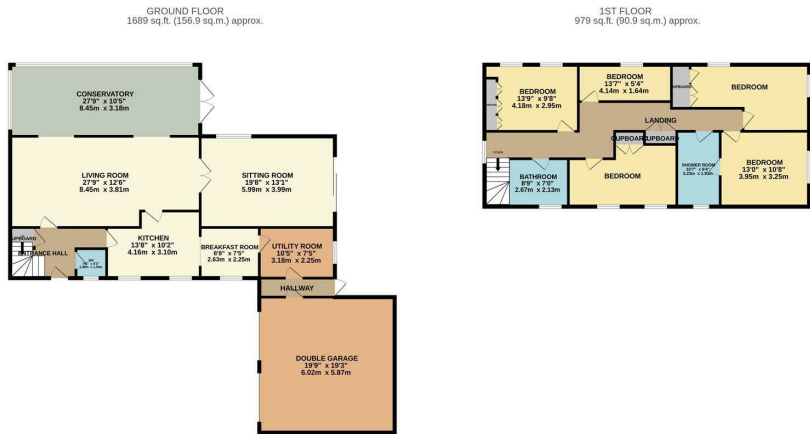 GROUND FLOOR
1689 sq.ft. (156.9 sq.m.) approx.
CONSERVATORY
27'9" x 10'5"
8.45m x 3.18m
LIVING ROOM
27'9" x 12'6"
8.45m x 3.81m
SITTING ROOM
19'8" x 13'1"
5.99m x 3.99m
KITCHEN
13'8" x 10'2"
4.16m x 3.10m
BREAKFAST ROOM
8'8" x 7'5"
2.63m x 2.25m
UTILITY ROOM
10'5" x 7'5"
3.18m x 2.25m
UPBOARD
ENTRANCE HALL
HALLWAY
DOUBLE GARAGE
19'9" x 19'3"
6.02m x 5.87m
1ST FLOOR
979 sq.ft. (90.9 sq.m.) approx.
BEDROOM
13'9" x 9'8"
4.18m x 2.95m
BEDROOM
13'7" x 5'4"
4.14m x 1.64m
UPBOARD
BEDROOM
LANDING
CUPBOARD
CUPBOARD
DOWN
BATHROOM
8'9" x 7'0"
2.67m x 2.13m
BEDROOM
SHOWER ROOM
BEDROOM
13'0" x 10'8"
3.95m x 3.25m